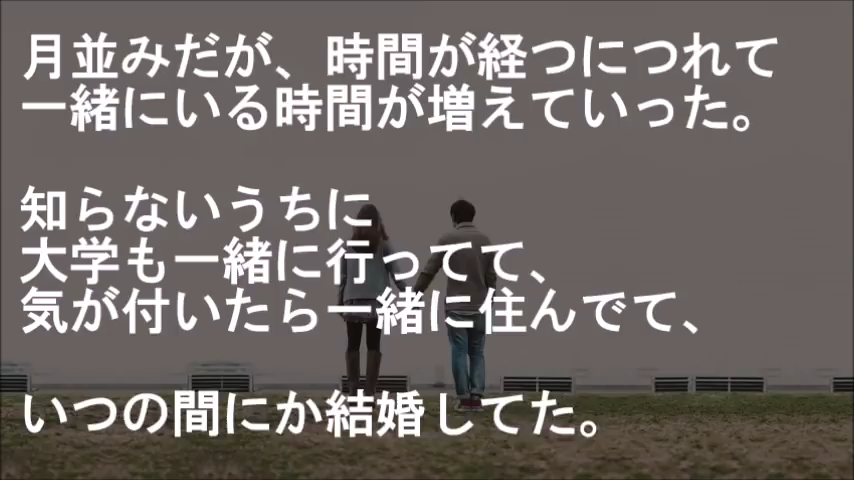 月並みだが、時間が経つにつれて
一緒にいる時間が増えていった。
知らないうちに
大学も一緒に行ってて、
気が付いたら一緒に住んでて、
いつの間にか結婚してた。